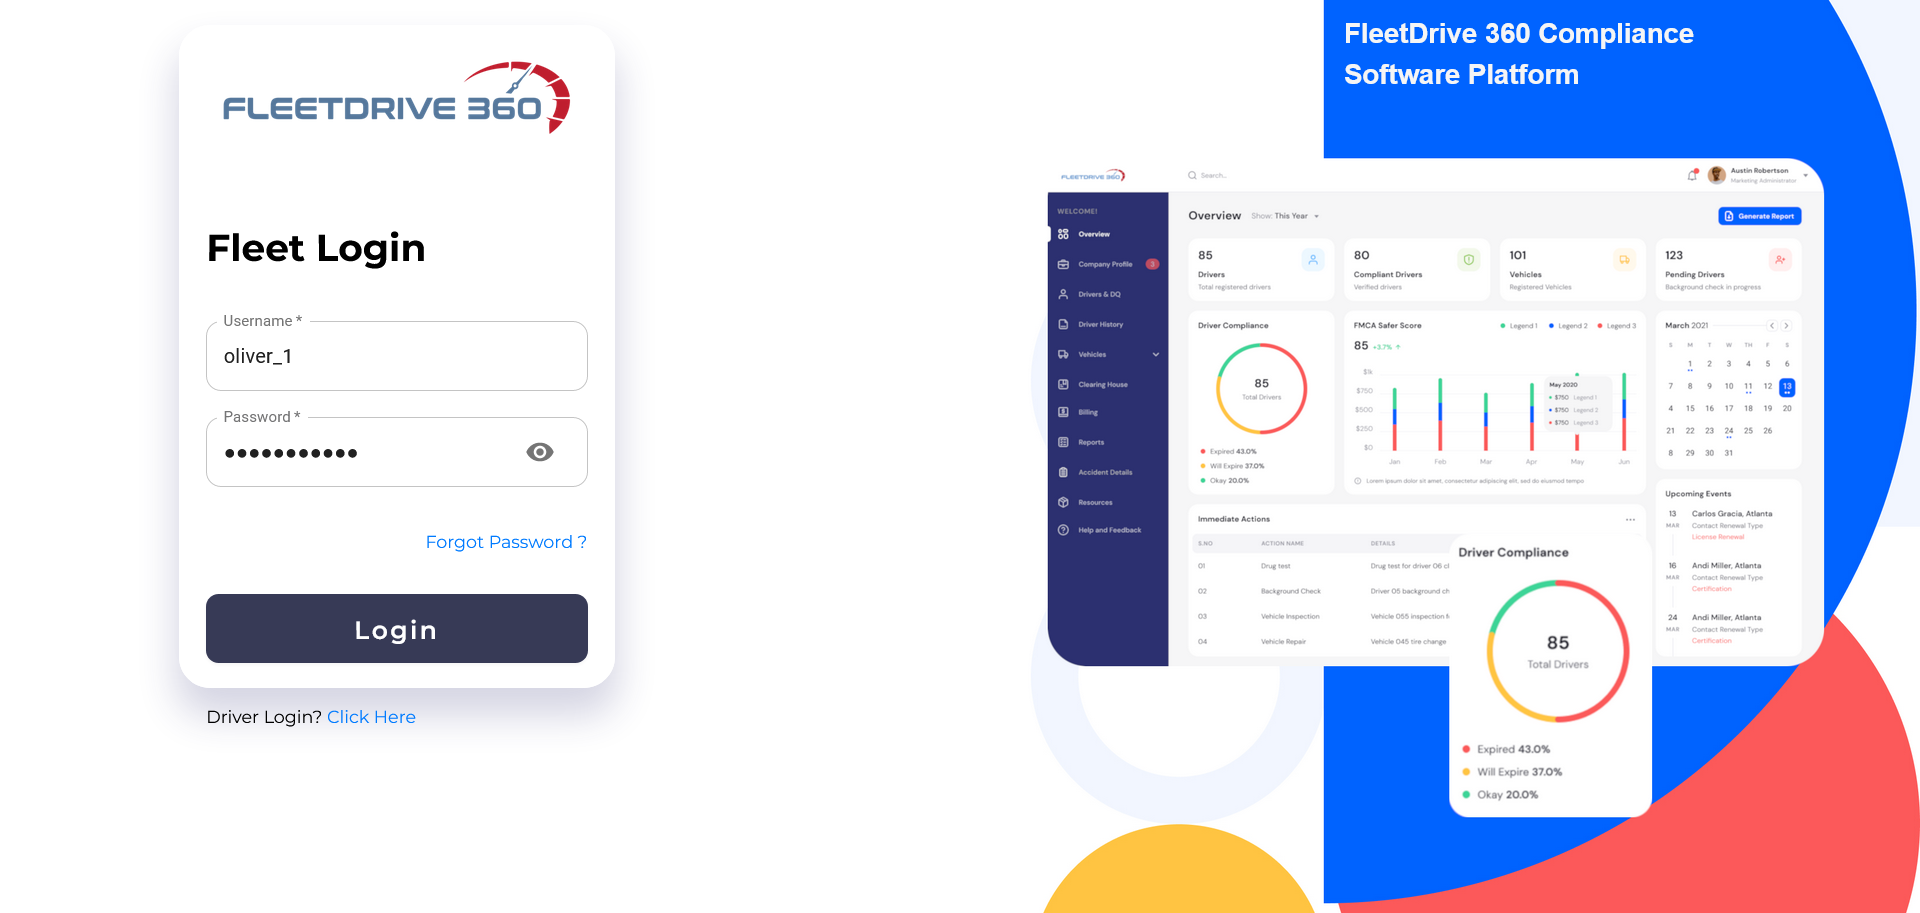 FLEETDRIVE 360
Fleet Login
Username *
oliver_1
Password *
•••••••••••
Forgot Password ?
Login
Driver Login? Click Here
FleetDrive 360 Compliance
Software Platform
FLEETDRIVE 360
Search...
Austin Robertson
Marketing Administrator
WELCOME!
Overview
Company Profile 3
Drivers & DQ
Driver History
Vehicles
Clearing House
Billing
Reports
Accident Details
Resources
Help and Feedback
Overview Show: This Year
Generate Report
85
Drivers
Total registered drivers
80
Compliant Drivers
Verified drivers
101
Vehicles
Registered Vehicles
123
Pending Drivers
Background check in progress
Driver Compliance
85
Total Drivers
Expired 43.0%
Will Expire 37.0%
Okay 20.0%
FMCA Safer Score
Legend 1 Legend 2 Legend 3
85 +3.7%
$1k
$750
$500
$250
$0
Jan Feb Mar Apr May Jun
May 2020
$750 Legend 1
$750 Legend 2
$750 Legend 3
Lorem ipsum dolor sit amet, consectetur adipiscing elit, sed do eiusmod tempo
March 2021
S M T W TH F S
1 2 3 4 5 6
7 8 9 10 11 12 13
4 15 16 17 18 19 20
21 22 23 24 25 26
8 29 30 31
Immediate Actions
S.NO ACTION NAME DETAILS
01 Drug test Drug test for driver 06 cl
02 Background Check Driver 05 background ch
03 Vehicle Inspection Vehicle 055 inspection f
04 Vehicle Repair Vehicle 045 tire change
Upcoming Events
13 MAR
Carlos Gracia, Atlanta
Contact Renewal Type
License Renewal
16 MAR
Andi Miller, Atlanta
Contact Renewal Type
Certification
24 MAR
Andi Miller, Atlanta
Contact Renewal Type
Certification
Driver Compliance
85
Total Drivers
Expired 43.0%
Will Expire 37.0%
Okay 20.0%